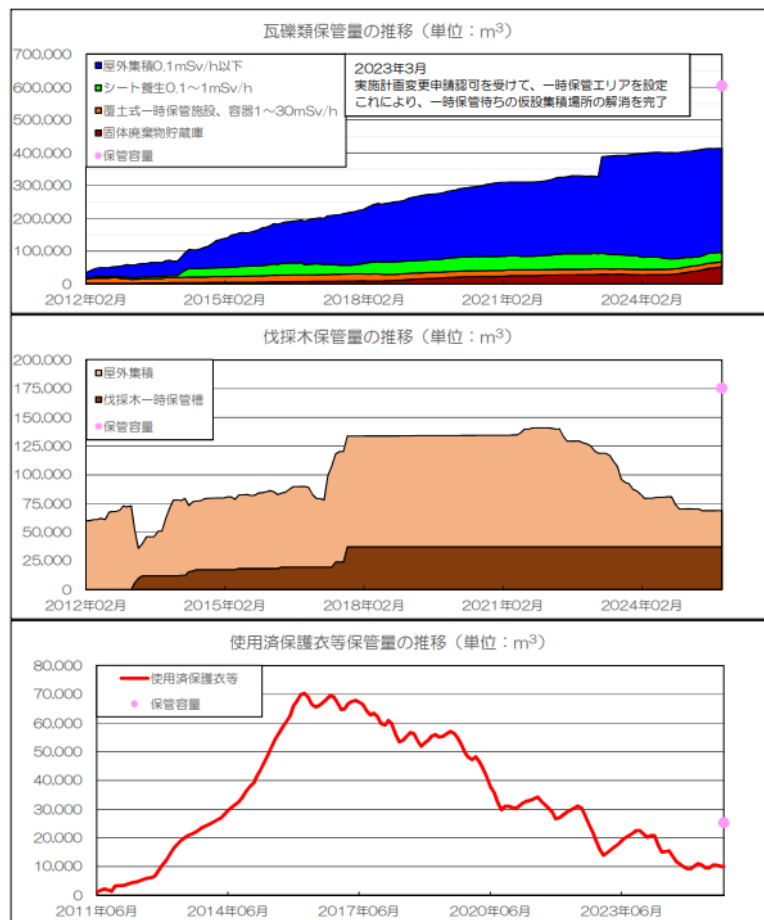 瓦礫類保管量の推移（単位：m³）
700,000
600,000
500,000
400,000
300,000
200,000
100,000
0
屋外集積0.1mSv/h以下
シート養生0.1～1mSv/h
覆土式一時保管施設、容器1～30mSv/h
固体廃棄物貯蔵庫
保管容量
2023年3月
実施計画変更申請認可を受けて、一時保管エリアを設定
これにより、一時保管待ちの仮設集積場所の解消を完了
2012年02月 2015年02月 2018年02月 2021年02月 2024年02月
伐採木保管量の推移（単位：m³）
200,000
175,000
150,000
125,000
100,000
75,000
50,000
25,000
0
屋外集積
伐採木一時保管槽
保管容量
2012年02月 2015年02月 2018年02月 2021年02月 2024年02月
使用済保護衣等保管量の推移（単位：m³）
80,000
70,000
60,000
50,000
40,000
30,000
20,000
10,000
0
使用済保護衣等
保管容量
2011年06月 2014年06月 2017年06月 2020年06月 2023年06月